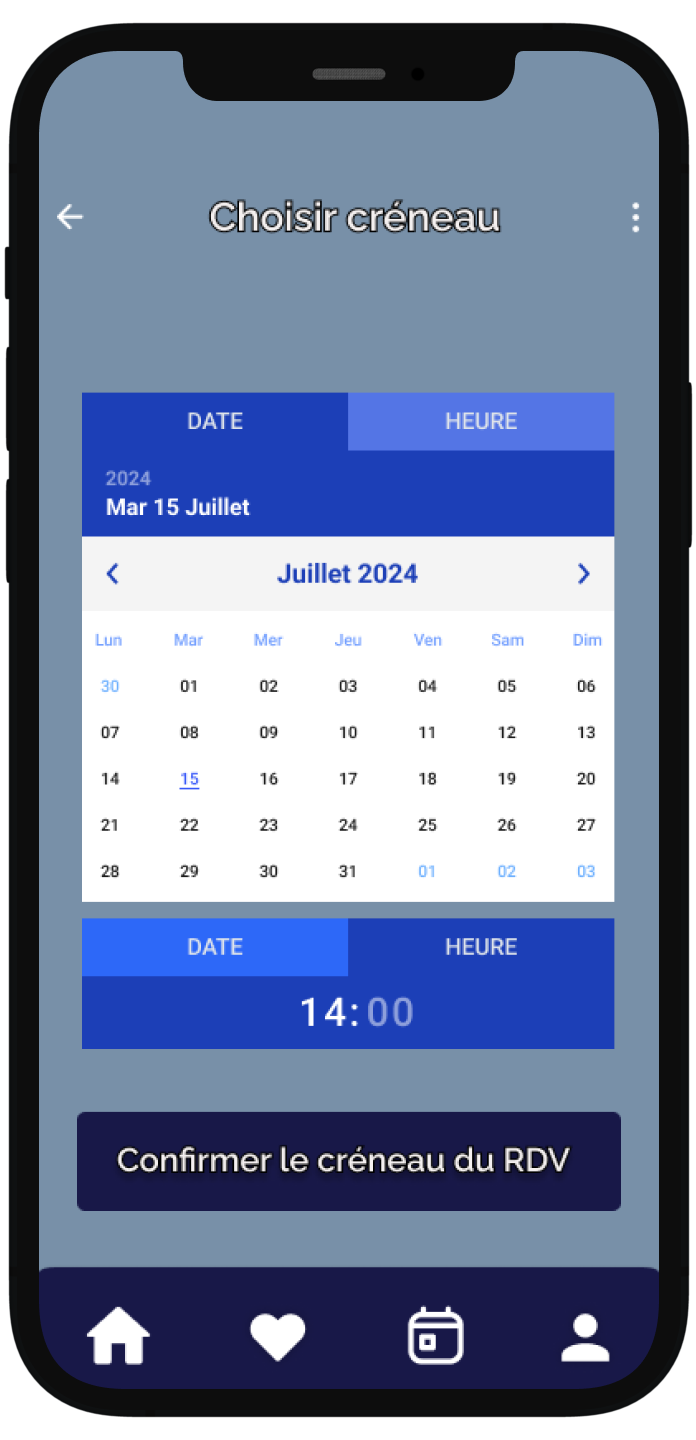 Choisir créneau
DATE HEURE
2024
Mar 15 Juillet
Juillet 2024
Lun Mar Mer Jeu Ven Sam Dim
30 01 02 03 04 05 06
07 08 09 10 11 12 13
14 15 16 17 18 19 20
21 22 23 24 25 26 27
28 29 30 31 01 02 03
DATE HEURE
14:00
Confirmer le créneau du RDV